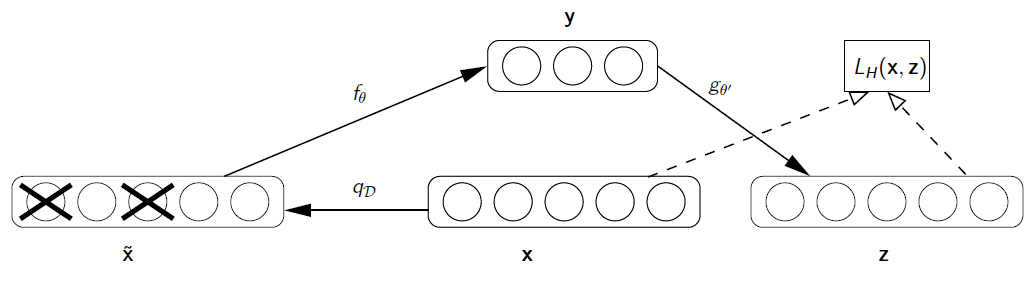 y
L_H(x, z)
f_θ
g_θ′
q_𝒟
x̃
x
z